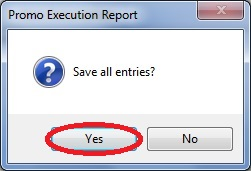 Promo Execution Report
Save all entries?
Yes
No